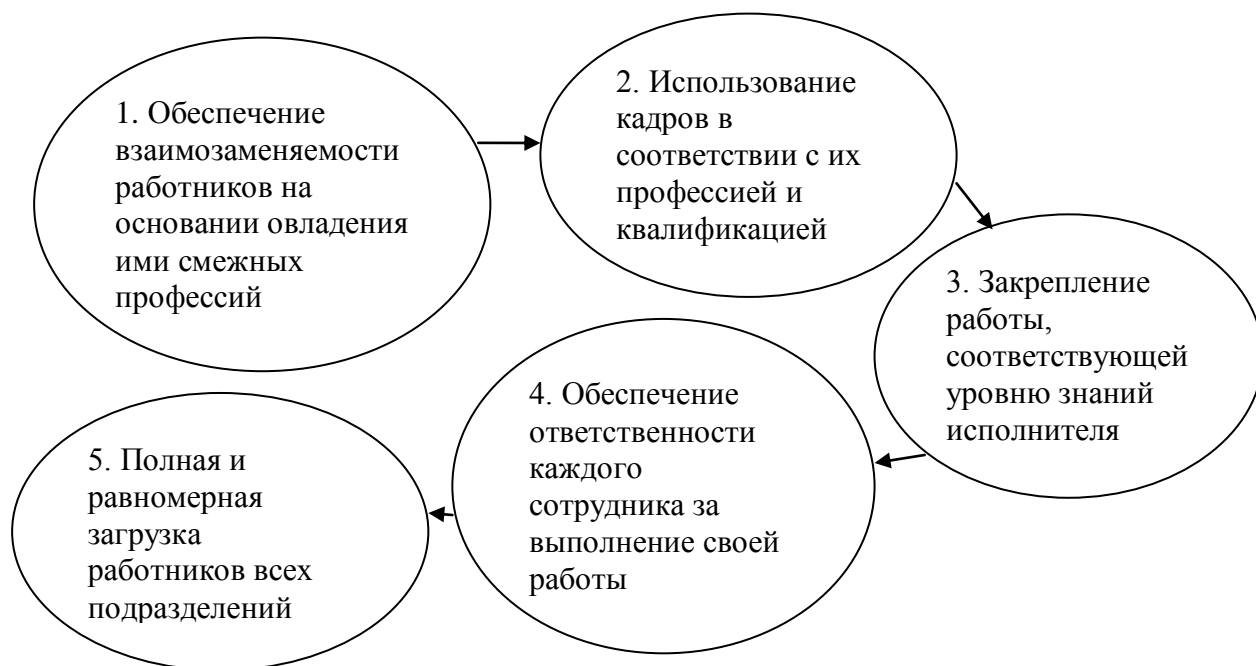 1. Обеспечение
взаимозаменяемости
работников на
основании овладения
ими смежных
профессий
2. Использование
кадров в
соответствии с их
профессией и
квалификацией
3. Закрепление
работы,
соответствующей
уровню знаний
исполнителя
4. Обеспечение
ответственности
каждого
сотрудника за
выполнение своей
работы
5. Полная и
равномерная
загрузка
работников всех
подразделений